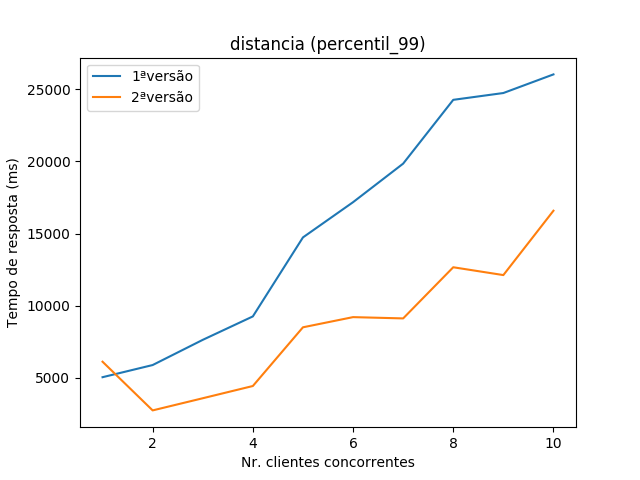 distancia (percentil_99)
1ªversão
2ªversão
25000
20000
15000
10000
5000
Tempo de resposta (ms)
2
4
6
8
10
Nr. clientes concorrentes